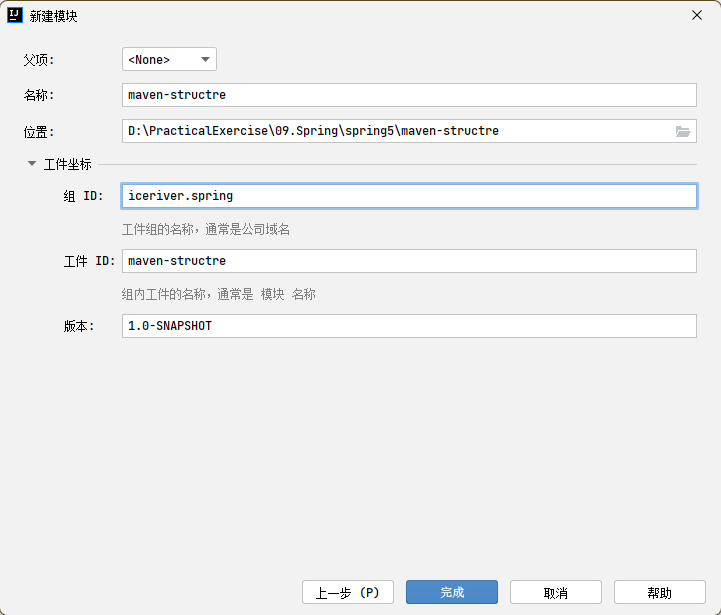 IJ 新建模块
父项: <None>
名称: maven-structre
位置: D:\PracticalExercise\09.Spring\spring5\maven-structre
工件坐标
组 ID: iceriver.spring
工件组的名称，通常是公司域名
工件 ID: maven-structre
组内工件的名称，通常是 模块 名称
版本: 1.0-SNAPSHOT
上一步 (P) 完成 取消 帮助